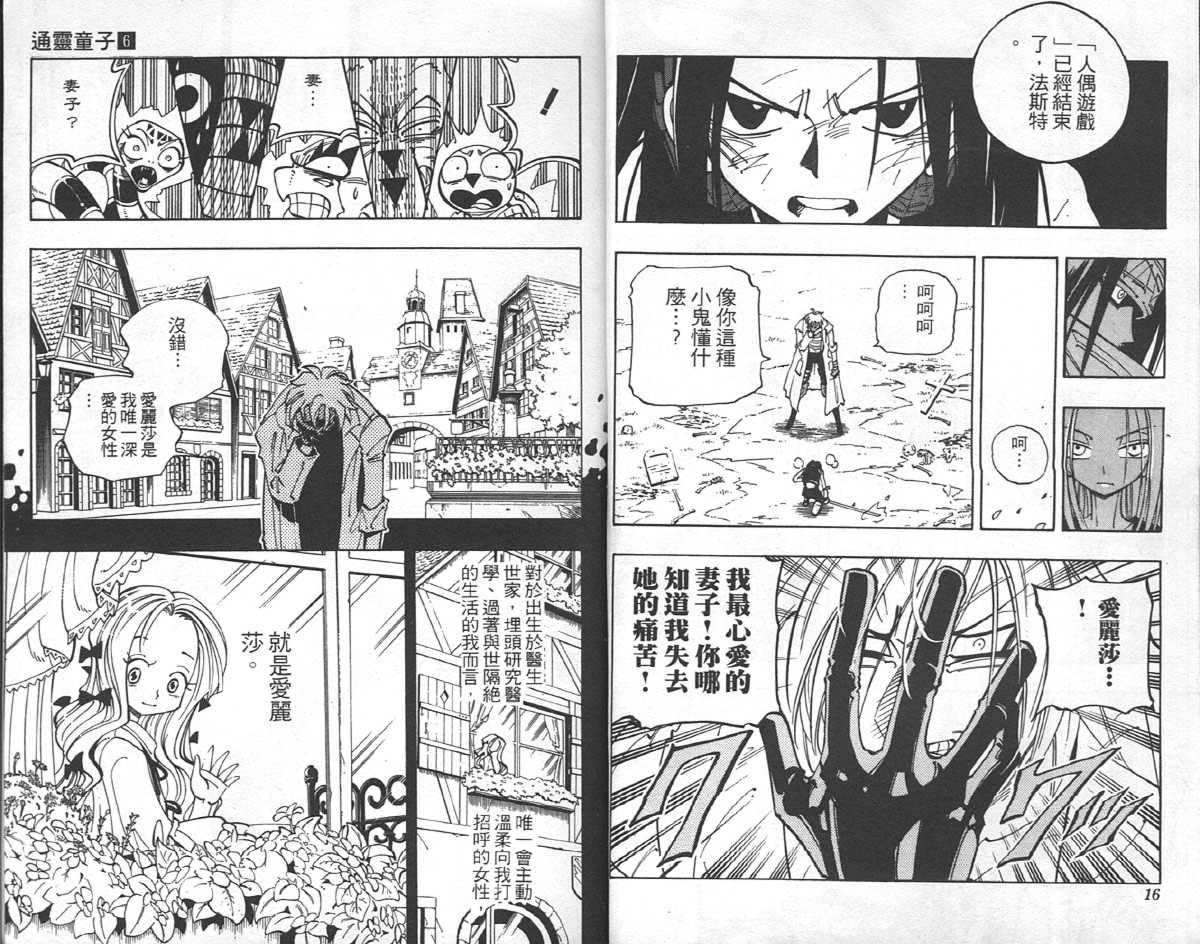 「人偶遊戲
」已經結束
了，法斯特
。
呵…
呵呵呵
…
像你這種
小鬼懂什
麼…？
愛麗莎…
！
我最心愛的
妻子！你哪
知道我失去
她的痛苦！
16
通靈童子6
！
妻…
妻子？
沒錯…
愛麗莎是
我唯一深
愛的女性
…
對於出生於醫生
世家，埋頭研究醫
學、過著與世隔絕
的生活的我而言，
唯一會主動
溫柔向我打
招呼的女性，
就是愛麗
莎。